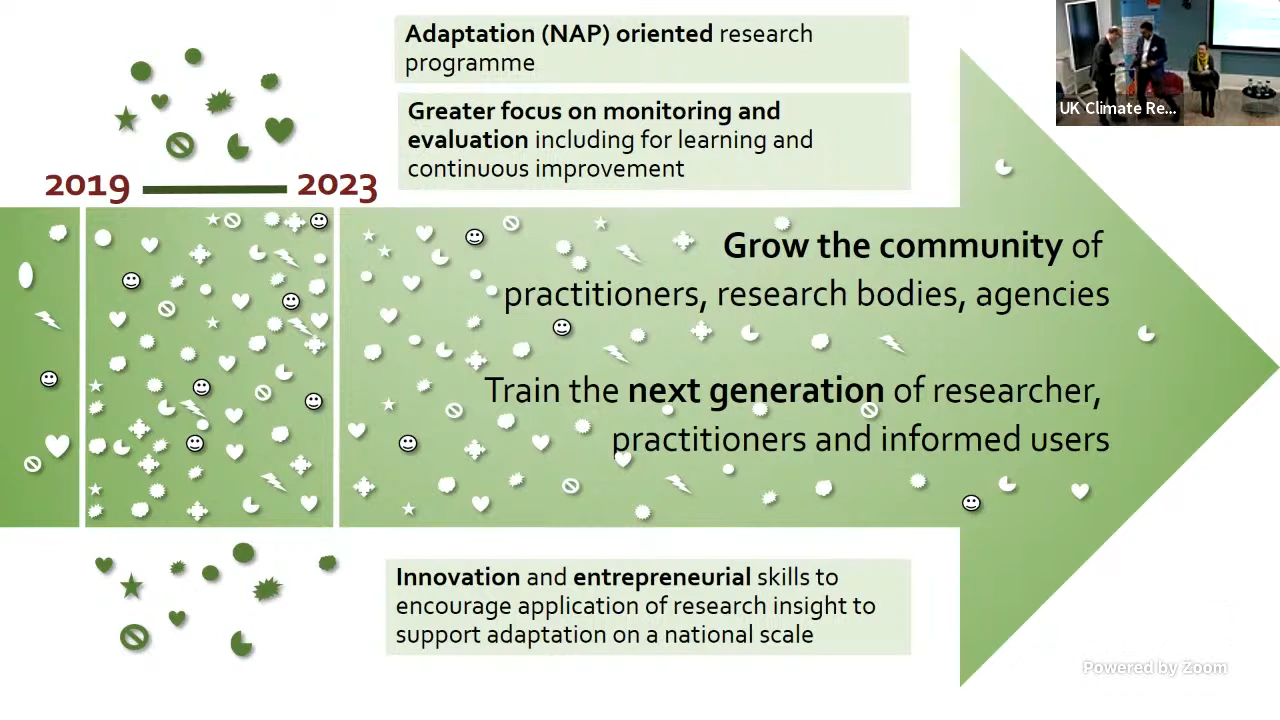 Adaptation (NAP) oriented research
programme
Greater focus on monitoring and
evaluation including for learning and
continuous improvement
UK Climate Re...
2019
2023
Grow the community of
practitioners, research bodies, agencies
Train the next generation of researcher,
practitioners and informed users
Innovation and entrepreneurial skills to
encourage application of research insight to
support adaptation on a national scale
Powered by Zoom